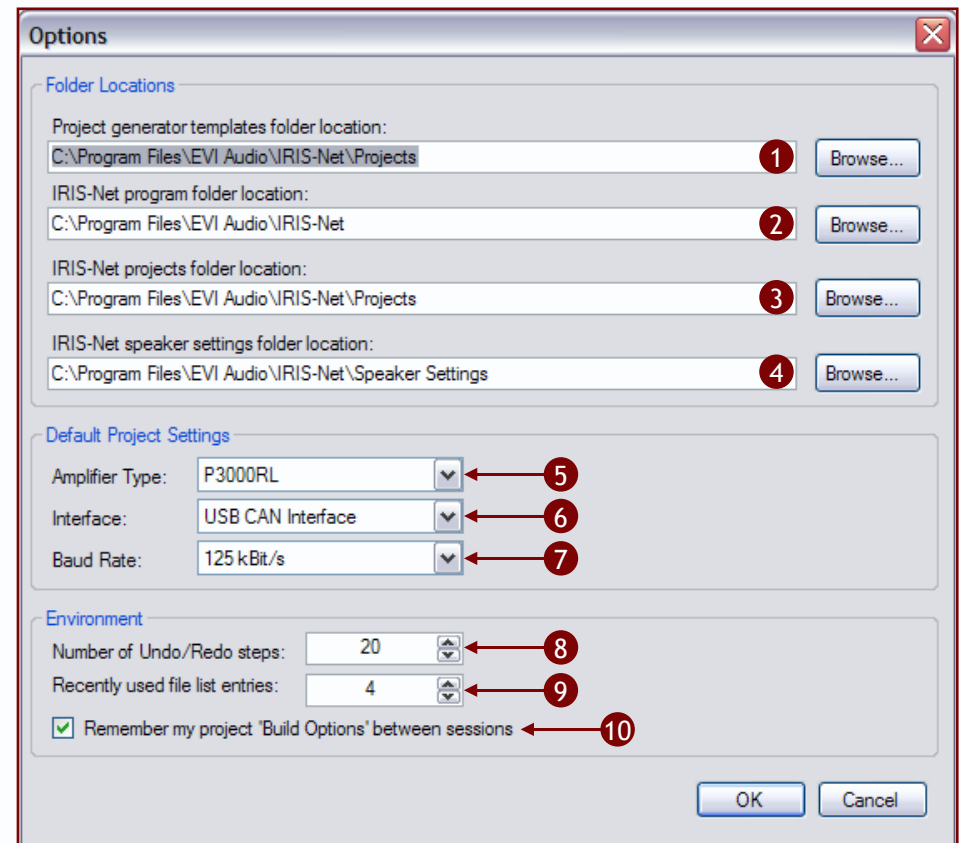 Options
Folder Locations
Project generator templates folder location:
C:\Program Files\EVI Audio\IRIS-Net\Projects 1 Browse...
IRIS-Net program folder location:
C:\Program Files\EVI Audio\IRIS-Net 2 Browse...
IRIS-Net projects folder location:
C:\Program Files\EVI Audio\IRIS-Net\Projects 3 Browse...
IRIS-Net speaker settings folder location:
C:\Program Files\EVI Audio\IRIS-Net\Speaker Settings 4 Browse...
Default Project Settings
Amplifier Type: P3000RL 5
Interface: USB CAN Interface 6
Baud Rate: 125 kBit/s 7
Environment
Number of Undo/Redo steps: 20 8
Recently used file list entries: 4 9
Remember my project 'Build Options' between sessions 10
OK Cancel